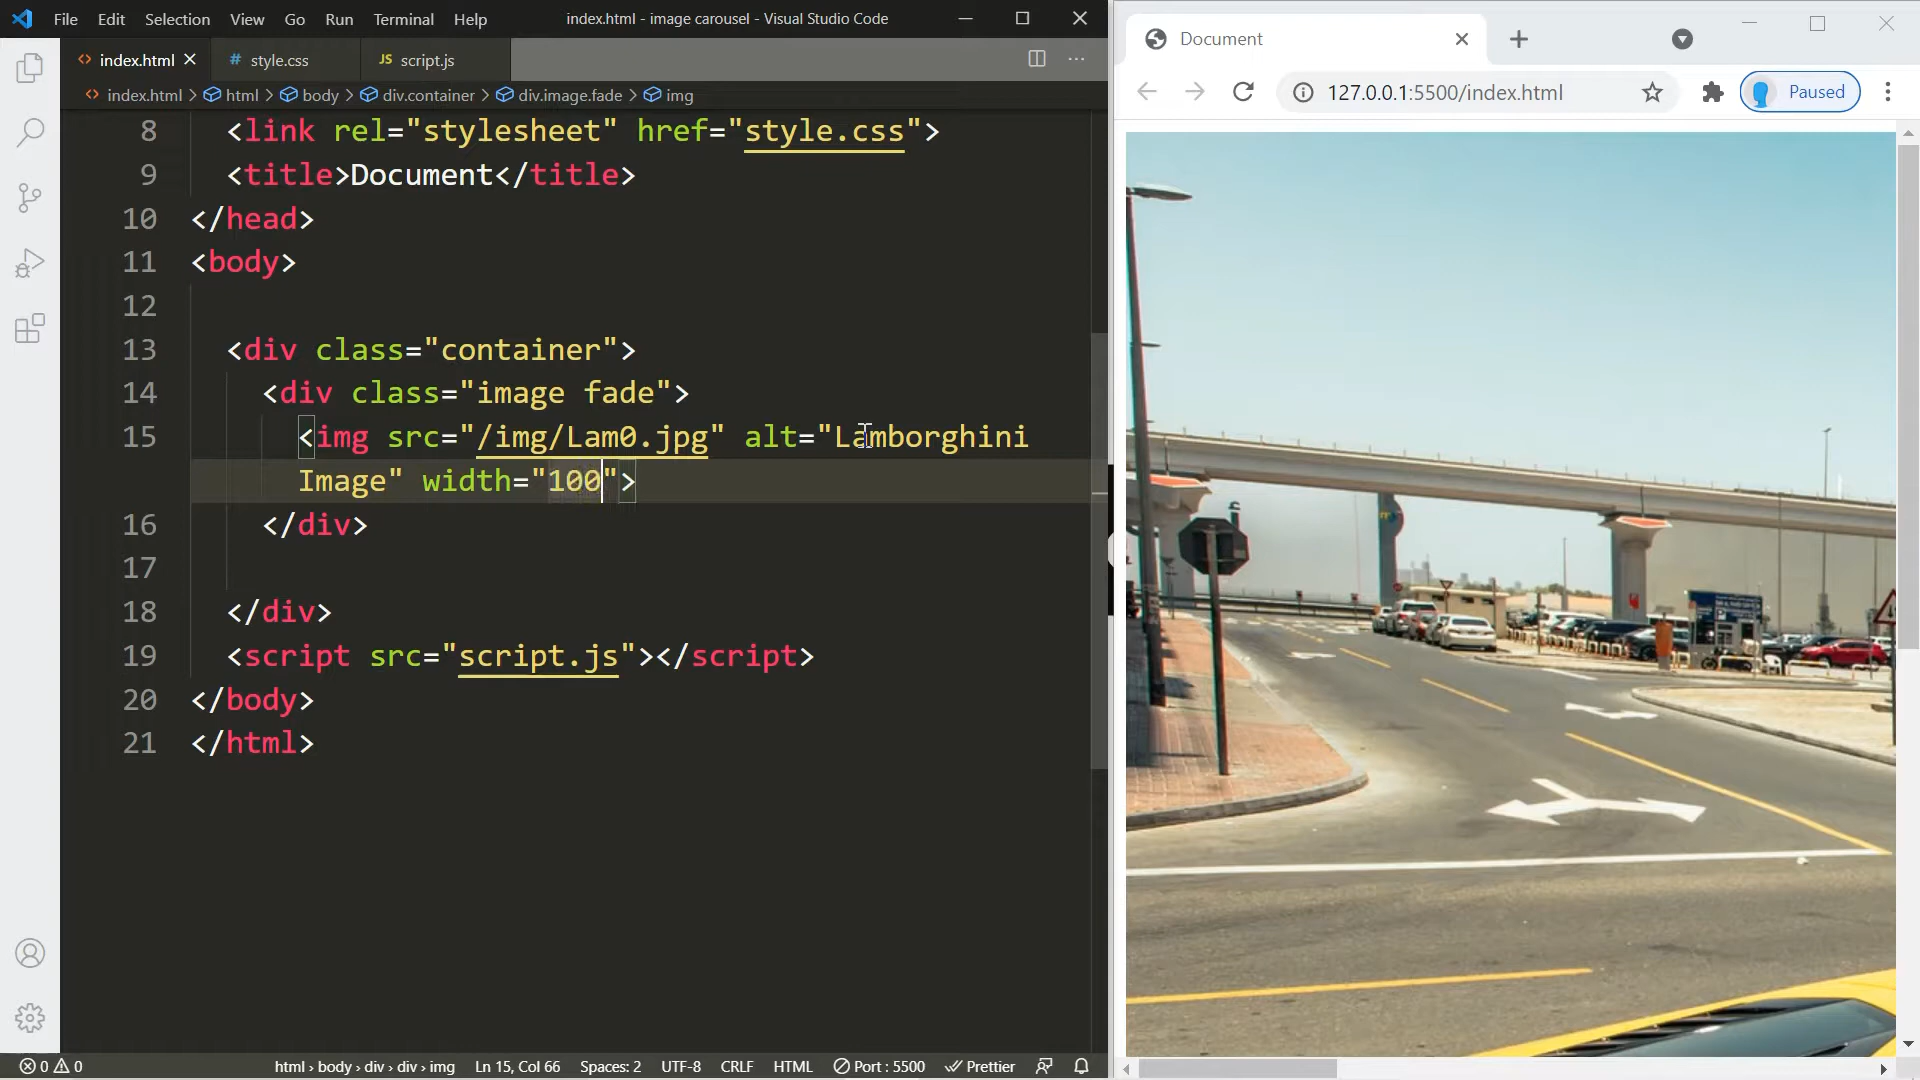 File Edit Selection View Go Run Terminal Help index.html - image carousel - Visual Studio Code
index.html style.css JS script.js
index.html > html > body > div.container > div.image.fade > img
8 <link rel="stylesheet" href="style.css">
9 <title>Document</title>
10 </head>
11 <body>
12
13 <div class="container">
14 <div class="image fade">
15 <img src="/img/Lam0.jpg" alt="Lamborghini
Image" width="100">
16 </div>
17
18 </div>
19 <script src="script.js"></script>
20 </body>
21 </html>
0 0 html > body > div > div > img Ln 15, Col 66 Spaces: 2 UTF-8 CRLF HTML Port : 5500 Prettier
Document
127.0.0.1:5500/index.html Paused